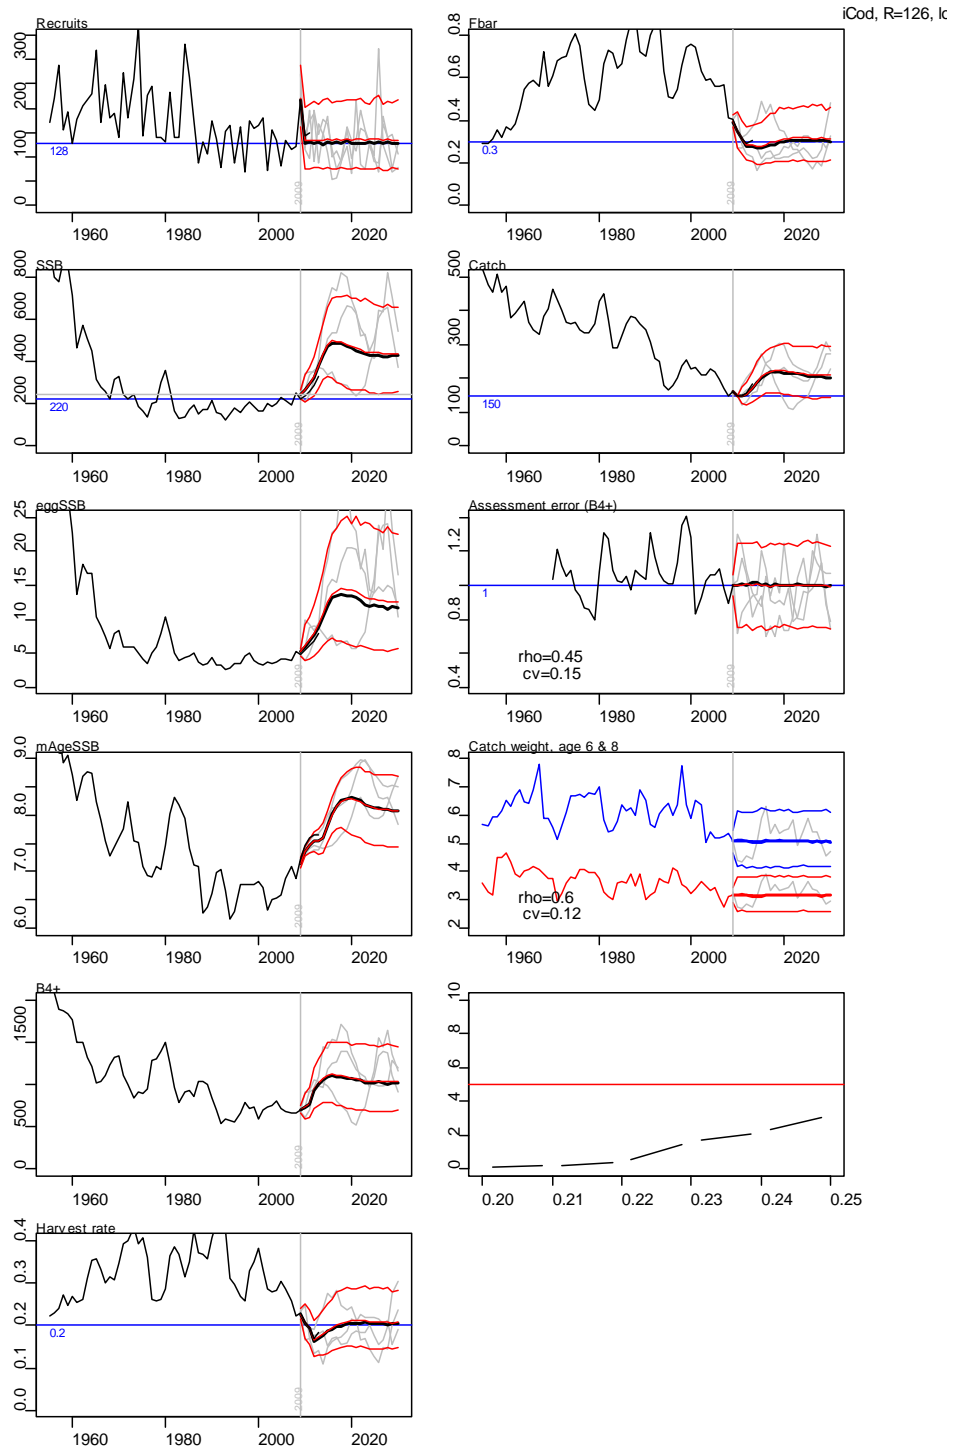 iCod, R=126, lc
Recruits
0 100 200 300
128
2009
1960 1980 2000 2020
Fbar
0.0 0.2 0.4 0.6 0.8
0.3
2009
1960 1980 2000 2020
SSB
0 200 400 600 800
220
2009
1960 1980 2000 2020
Catch
0 100 300 500
150
2009
1960 1980 2000 2020
eggSSB
0 5 10 15 20 25
2009
1960 1980 2000 2020
Assessment error (B4+)
0.4 0.8 1.2
1
rho=0.45
cv=0.15
2009
1960 1980 2000 2020
mAgeSSB
6.0 7.0 8.0 9.0
2009
1960 1980 2000 2020
Catch weight, age 6 & 8
2 3 4 5 6 7 8
rho=0.6
cv=0.12
1960 1980 2000 2020
B4+
0 500 1500
2009
1960 1980 2000 2020
0 2 4 6 8 10
0.20 0.21 0.22 0.23 0.24 0.25
Harvest rate
0.0 0.1 0.2 0.3 0.4
0.2
2009
1960 1980 2000 2020